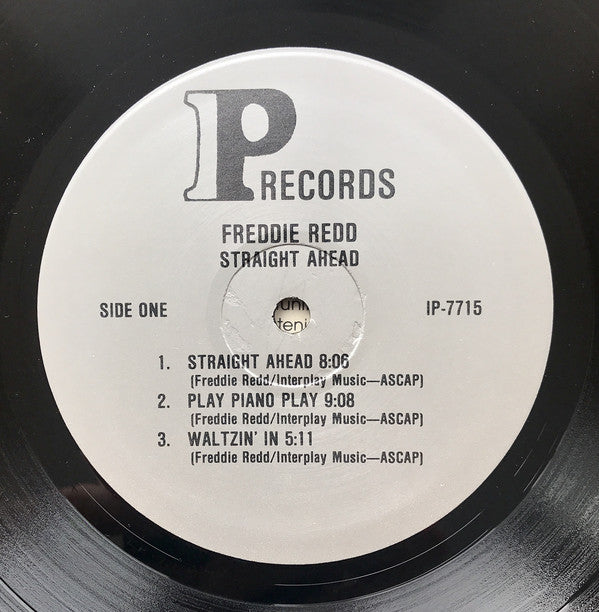 IP RECORDS
FREDDIE REDD
STRAIGHT AHEAD
SIDE ONE
IP-7715
1. STRAIGHT AHEAD 8:06
(Freddie Redd/Interplay Music—ASCAP)
2. PLAY PIANO PLAY 9:08
(Freddie Redd/Interplay Music—ASCAP)
3. WALTZIN' IN 5:11
(Freddie Redd/Interplay Music—ASCAP)